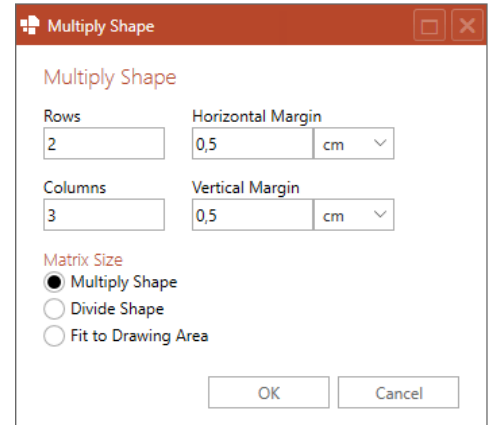 Multiply Shape
Multiply Shape
Rows Horizontal Margin
2 0,5 cm
Columns Vertical Margin
3 0,5 cm
Matrix Size
Multiply Shape
Divide Shape
Fit to Drawing Area
OK Cancel